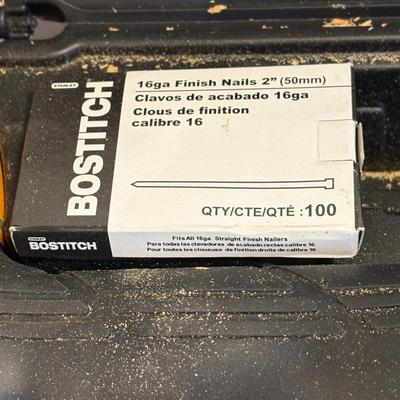 STANLEY
BOSTITCH
16ga Finish Nails 2" (50mm)
Clavos de acabado 16ga
Clous de finition
calibre 16
QTY/CTE/QTÉ :100
STANLEY
BOSTITCH
Fits All 16ga Straight Finish Nailers
Para todas las clavadoras de acabado rectas calibre 16
Pour toutes les cloueuse de finition droite de calibre 16